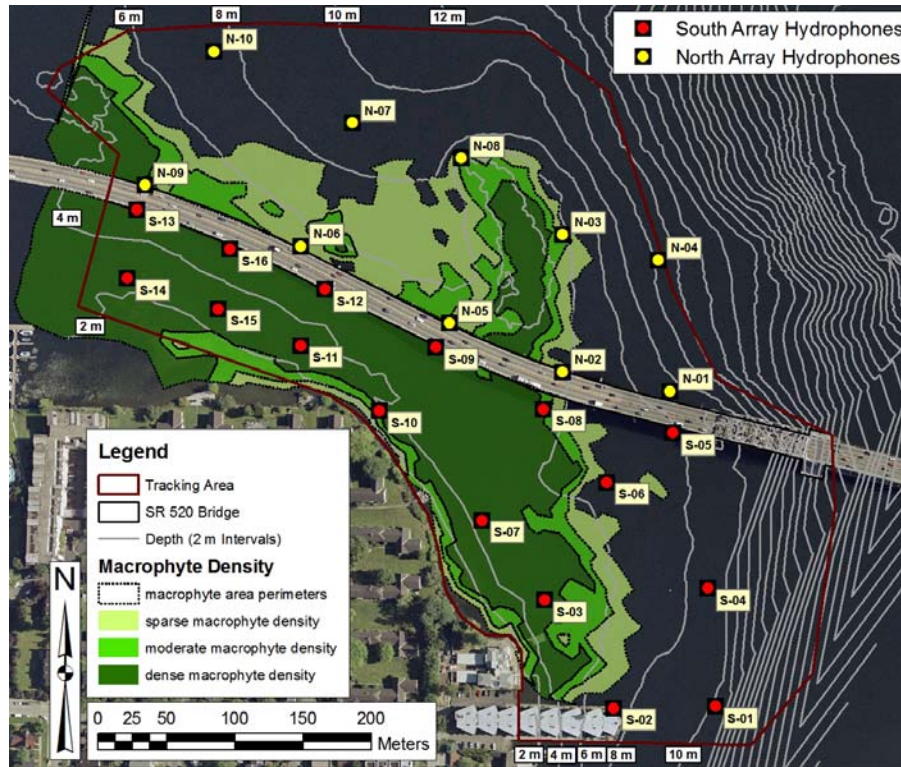 6 m
8 m
10 m
12 m
South Array Hydrophones
North Array Hydrophones
N-10
N-07
N-08
N-09
S-13
4 m
N-03
N-06
N-04
S-16
S-14
S-12
2 m
S-15
N-05
S-11
S-09
N-02
N-01
S-10
S-08
S-05
Legend
Tracking Area
SR 520 Bridge
Depth (2 m Intervals)
Macrophyte Density
macrophyte area perimeters
sparse macrophyte density
moderate macrophyte density
dense macrophyte density
N
S-06
S-07
S-04
S-03
S-02
S-01
0 25 50 100 150 200
Meters
2 m 4 m 6 m 8 m 10 m